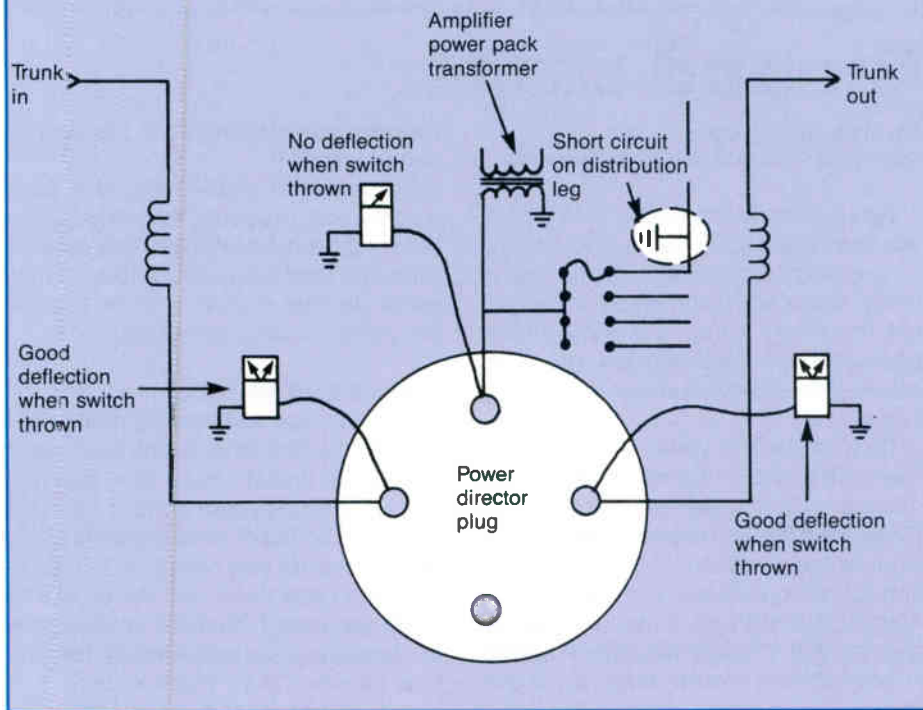 Amplifier
power pack
transformer
Trunk
in
Trunk
out
No deflection
when switch
thrown
Short circuit
on distribution
leg
Good
deflection
when switch
thrown
Power
director
plug
Good deflection
when switch
thrown